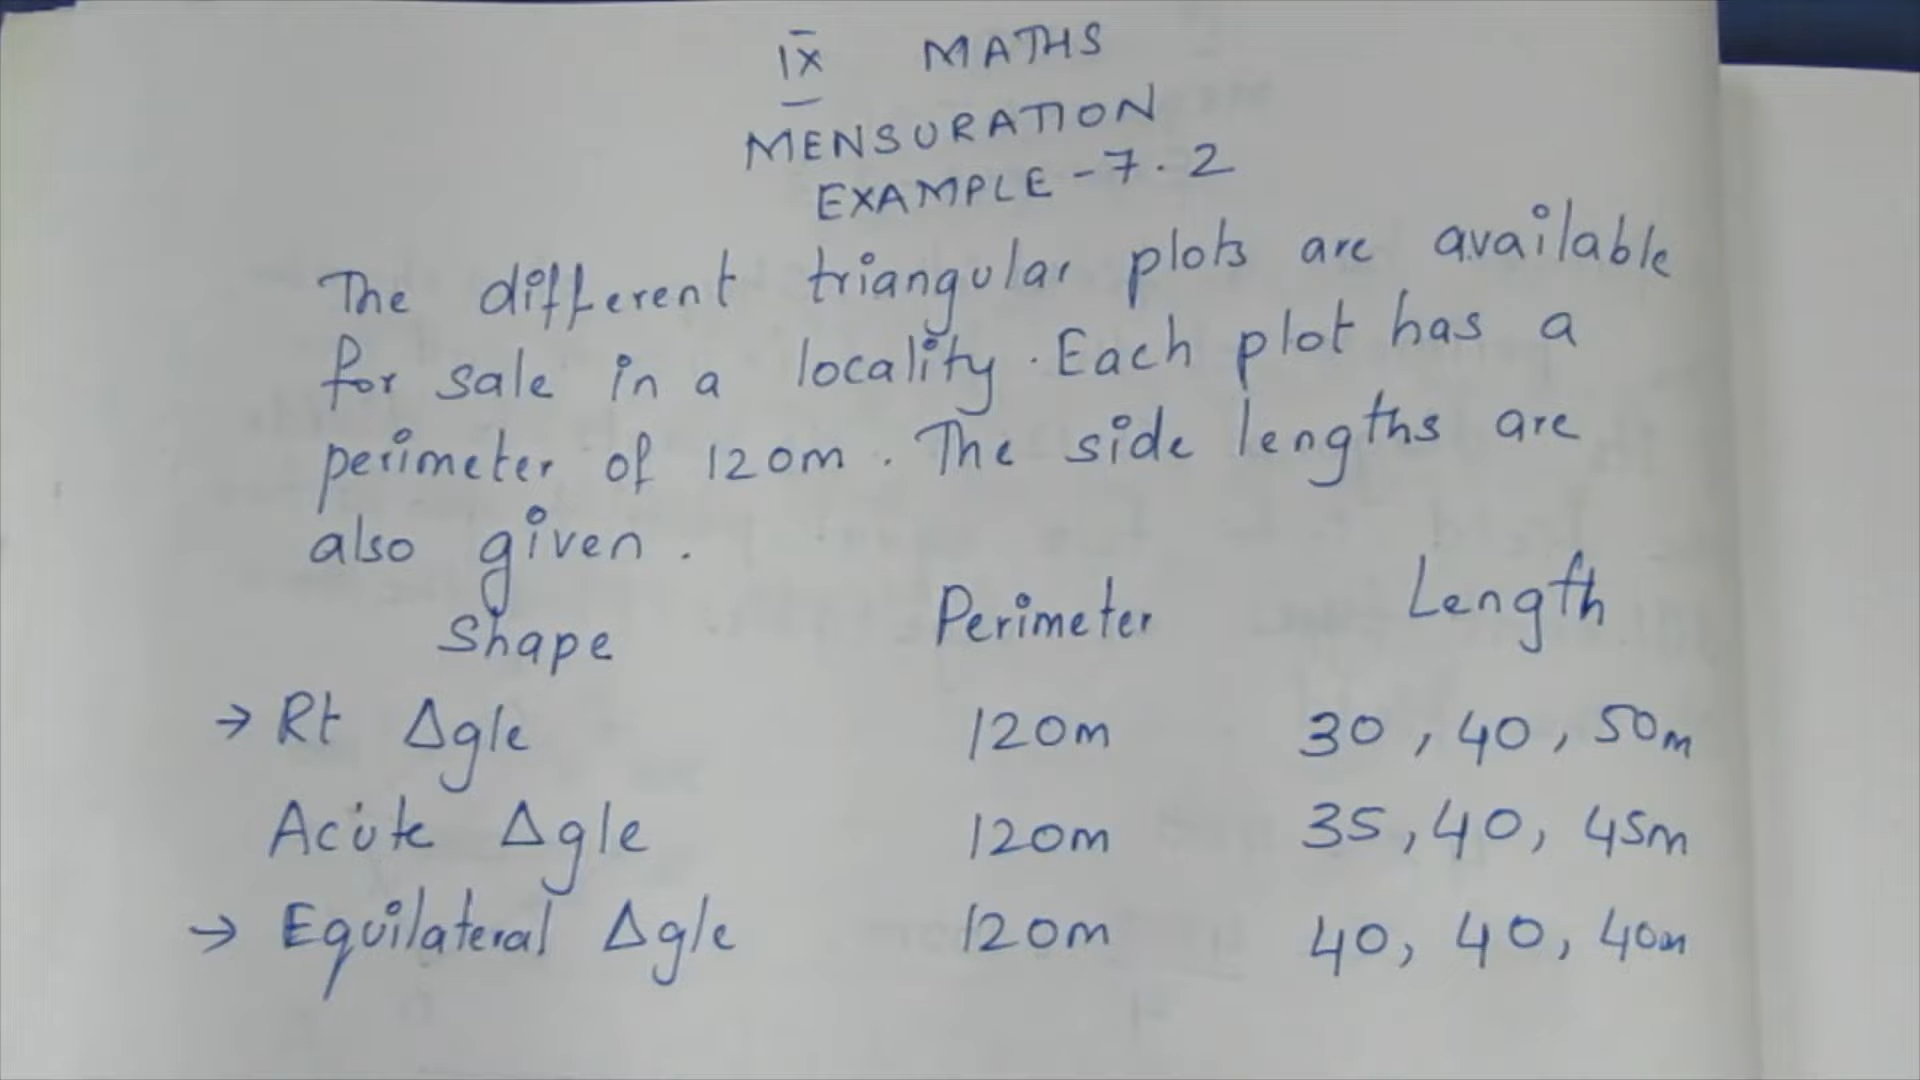 IX MATHS
MENSURATION
EXAMPLE - 7.2
The different triangular plots are available
for sale in a locality. Each plot has a
perimeter of 120m. The side lengths are
also given.
Shape Perimeter Length
→ Rt Δgle 120m 30, 40, 50m
Acute Δgle 120m 35, 40, 45m
→ Equilateral Δgle 120m 40, 40, 40m